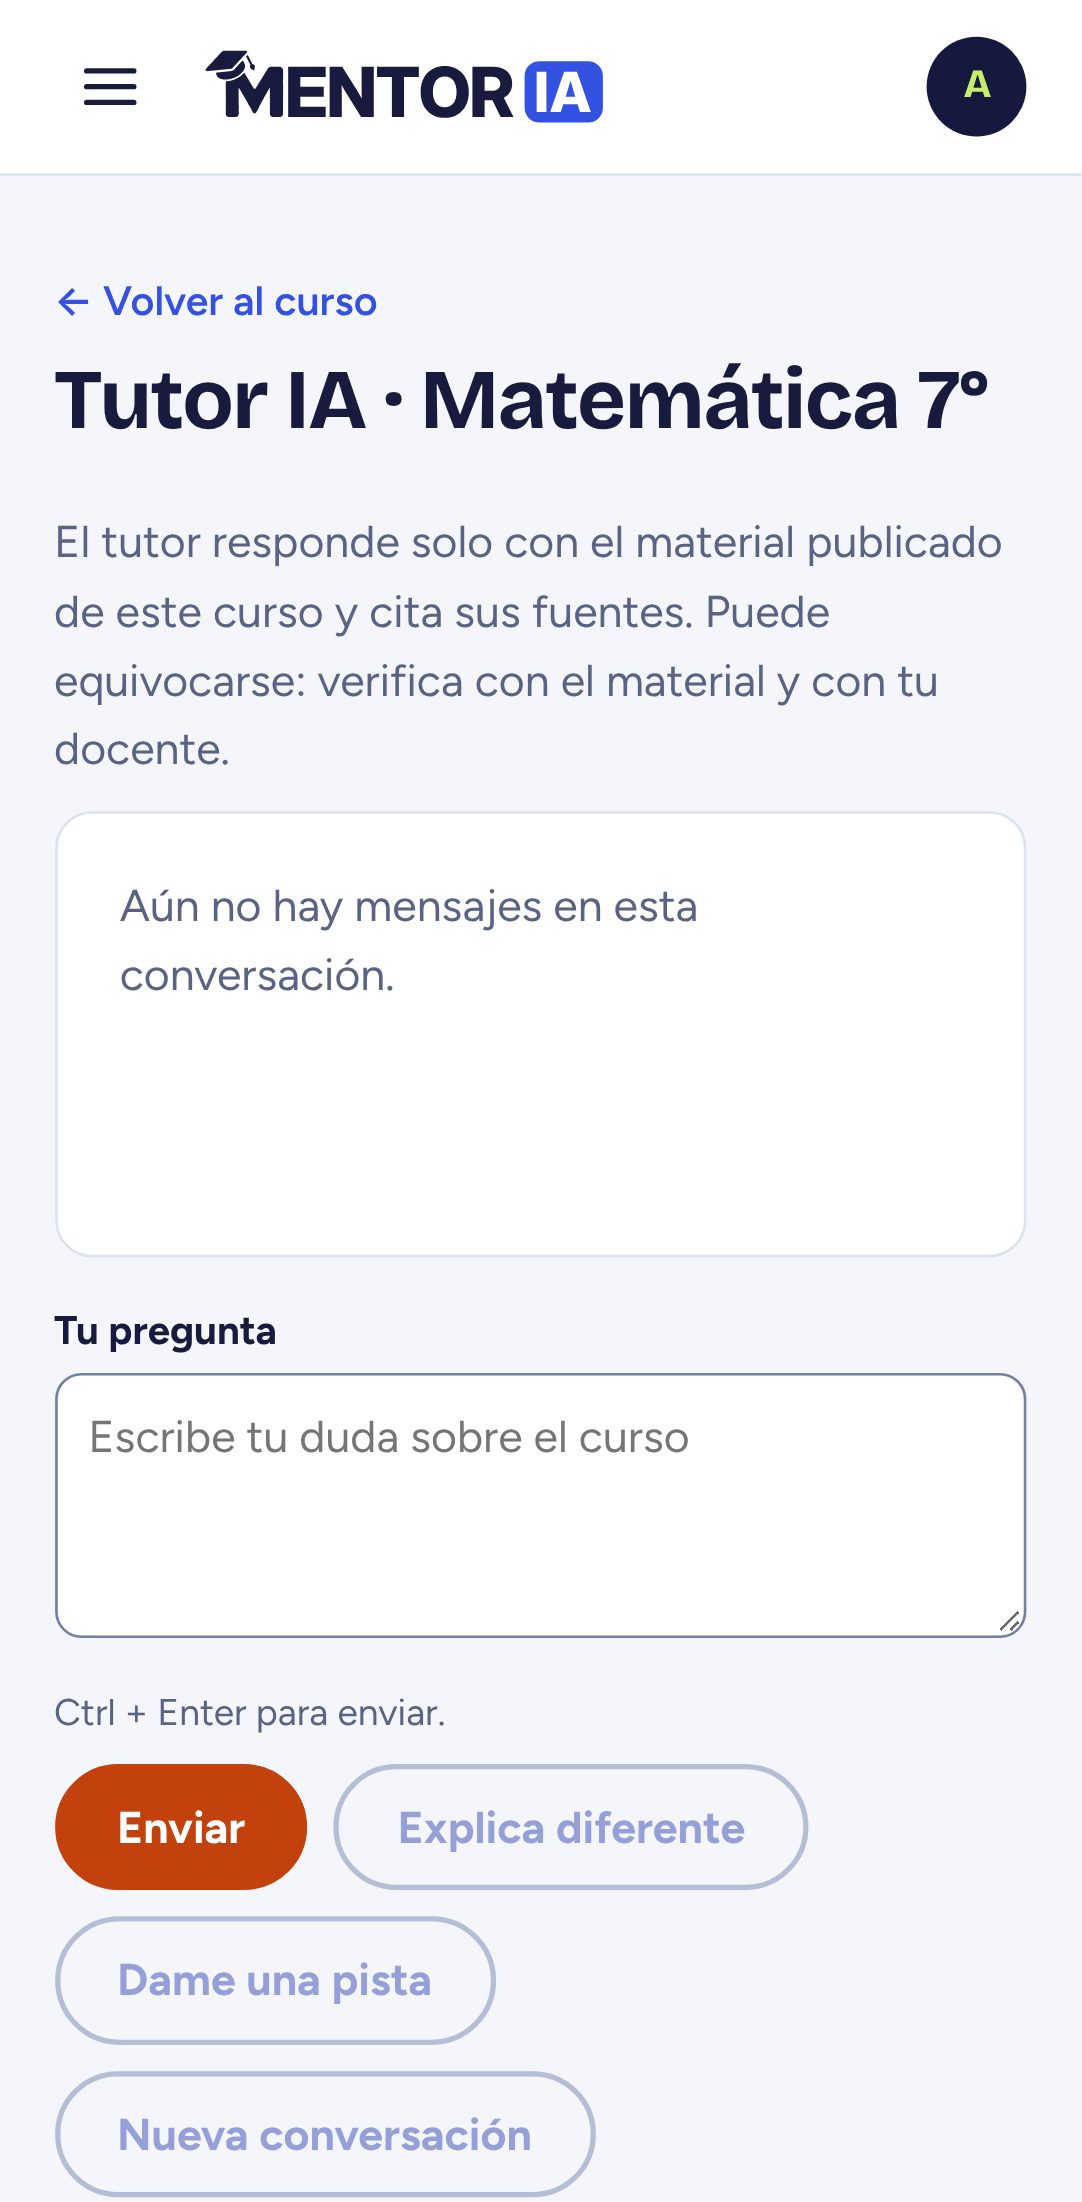 MENTOR IA
A
← Volver al curso
Tutor IA · Matemática 7°
El tutor responde solo con el material publicado
de este curso y cita sus fuentes. Puede
equivocarse: verifica con el material y con tu
docente.
Aún no hay mensajes en esta
conversación.
Tu pregunta
Escribe tu duda sobre el curso
Ctrl + Enter para enviar.
Enviar
Explica diferente
Dame una pista
Nueva conversación